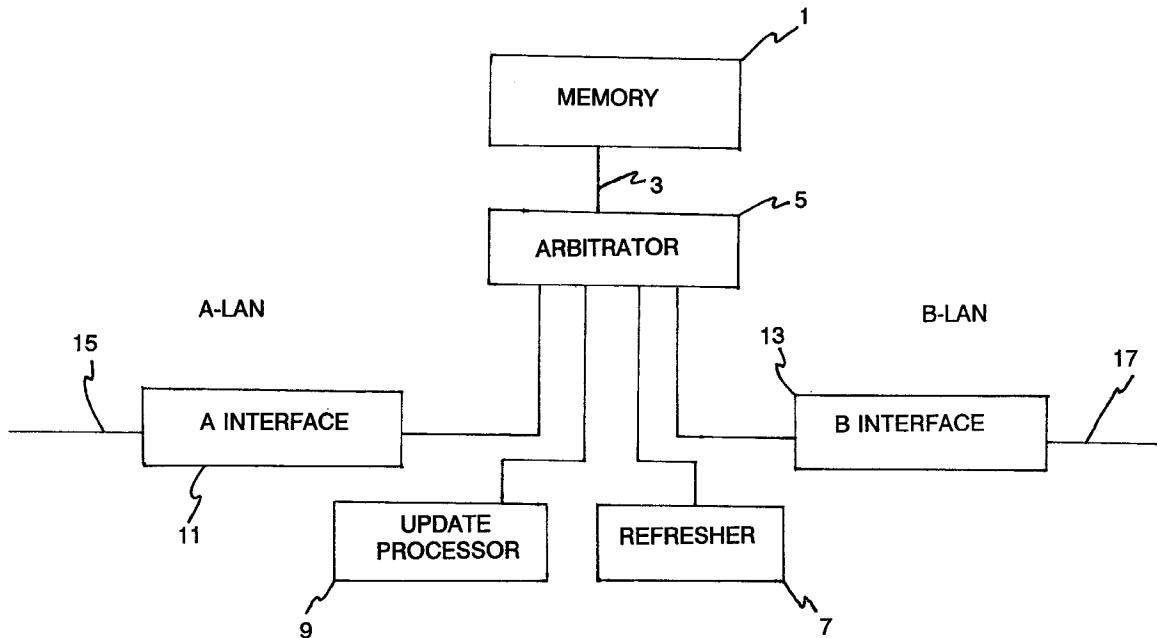 1
MEMORY
3
5
ARBITRATOR
A-LAN
B-LAN
15
13
17
A INTERFACE
B INTERFACE
11
UPDATE
PROCESSOR
REFRESHER
9
7